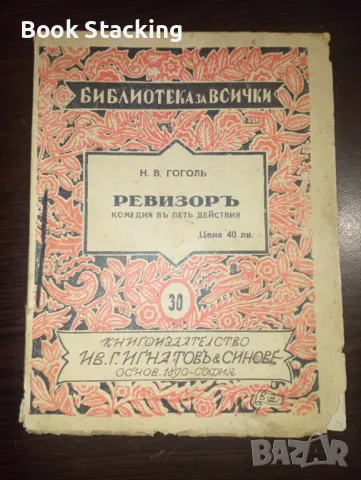 Book Stacking
БИБЛИОТЕКА ЗА ВСИЧКИ
Н. В. ГОГОЛЬ
РЕВИЗОРЪ
КОМЕДИЯ ВЪ ПЕТЬ ДЕЙСТВИЯ
Цена 40 лв.
30
КНИГОИЗДАТЕЛСТВО
ИВ. Г. ИГНАТОВЪ & СИНОВЕ
ОСНОВ. 1890-СОФИЯ
BAZAR